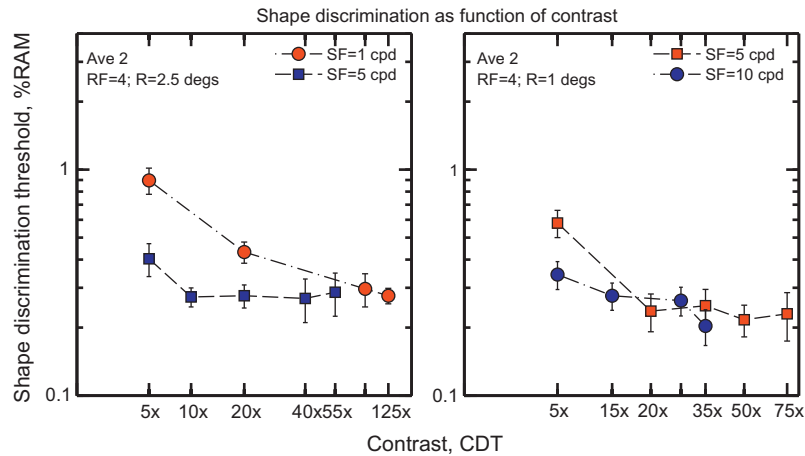 Shape discrimination as function of contrast
Shape discrimination threshold, %RAM
Ave 2
RF=4; R=2.5 degs
SF=1 cpd
SF=5 cpd
1
0.1
5x 10x 20x 40x 55x 125x
Ave 2
RF=4; R=1 degs
SF=5 cpd
SF=10 cpd
1
0.1
5x 15x 20x 35x 50x 75x
Contrast, CDT